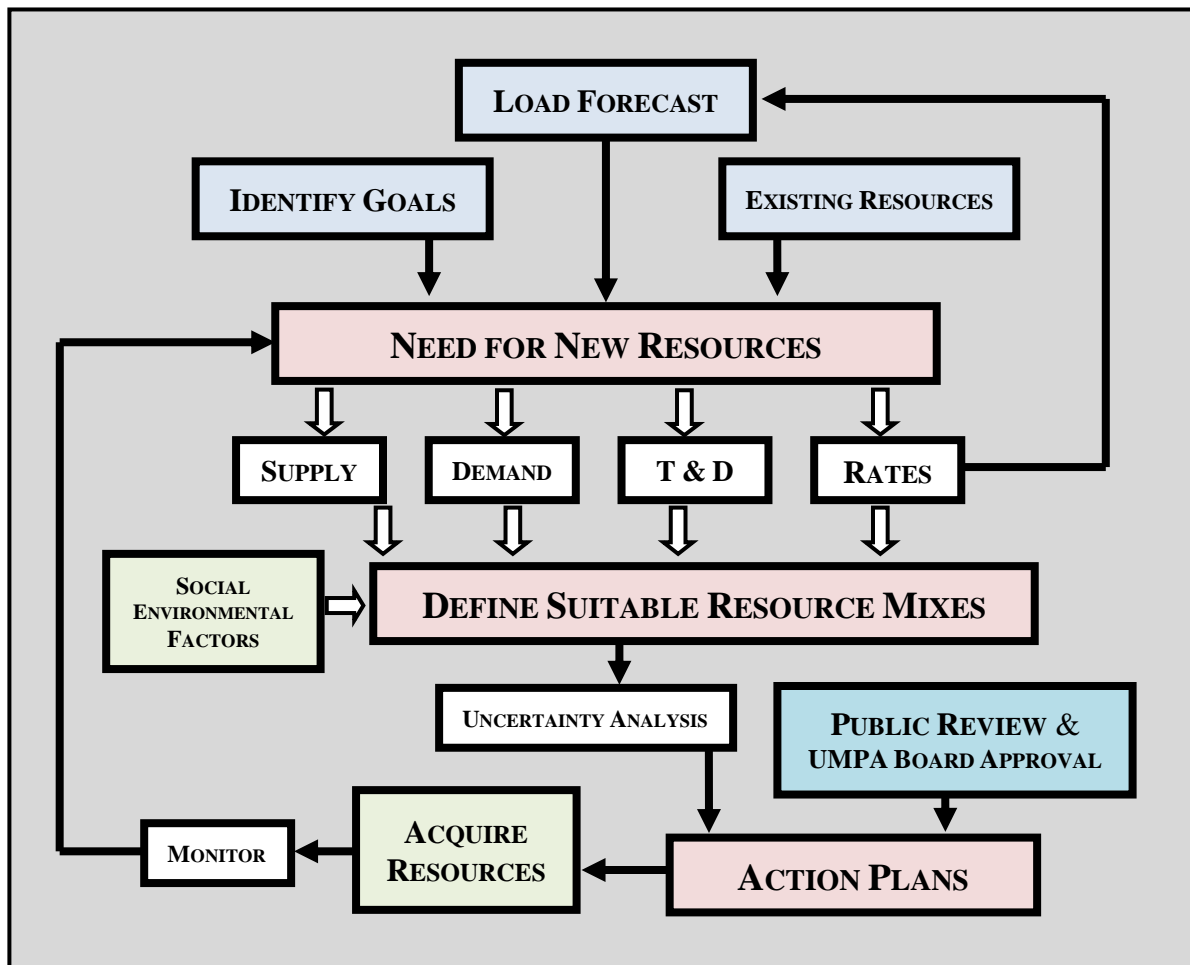 LOAD FORECAST
IDENTIFY GOALS
EXISTING RESOURCES
NEED FOR NEW RESOURCES
SUPPLY
DEMAND
T & D
RATES
SOCIAL
ENVIRONMENTAL
FACTORS
DEFINE SUITABLE RESOURCE MIXES
UNCERTAINTY ANALYSIS
PUBLIC REVIEW &
UMPA BOARD APPROVAL
ACQUIRE
RESOURCES
MONITOR
ACTION PLANS